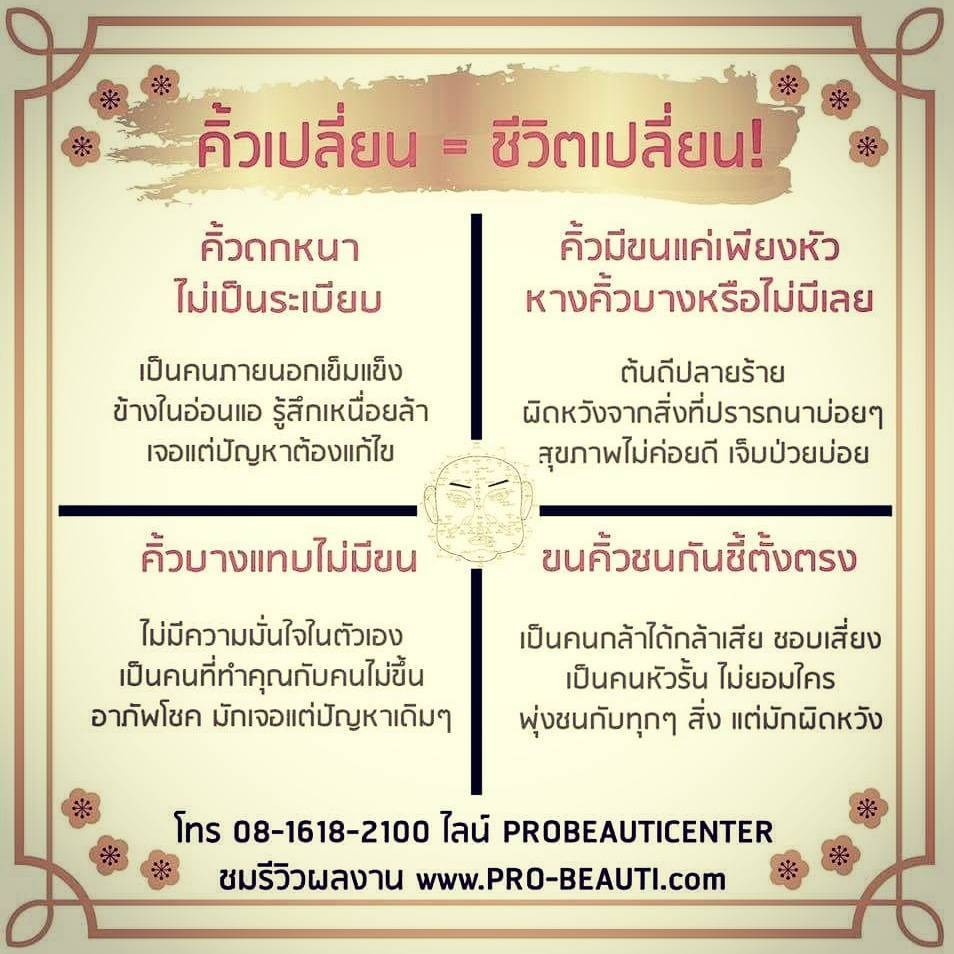 คิ้วเปลี่ยน = ชีวิตเปลี่ยน!
คิ้วดกหนา
ไม่เป็นระเบียบ
เป็นคนภายนอกเข็มแข็ง
ข้างในอ่อนแอ รู้สึกเหนื่อยล้า
เจอแต่ปัญหาต้องแก้ไข
คิ้วมีขนแค่เพียงหัว
หางคิ้วบางหรือไม่มีเลย
ต้นดีปลายร้าย
ผิดหวังจากสิ่งที่ปรารถนาบ่อยๆ
สุขภาพไม่ค่อยดี เจ็บป่วยบ่อย
คิ้วบางแทบไม่มีขน
ไม่มีความมั่นใจในตัวเอง
เป็นคนที่ทำคุณกับคนไม่ขึ้น
อาภัพโชค มักเจอแต่ปัญหาเดิมๆ
ขนคิ้วชนกันชี้ตั้งตรง
เป็นคนกล้าได้กล้าเสีย ชอบเสี่ยง
เป็นคนหัวรั้น ไม่ยอมใคร
พุ่งชนกับทุกๆ สิ่ง แต่มักผิดหวัง
โทร 08-1618-2100 ไลน์ PROBEAUTICENTER
ชมรีวิวผลงาน www.PRO-BEAUTI.com